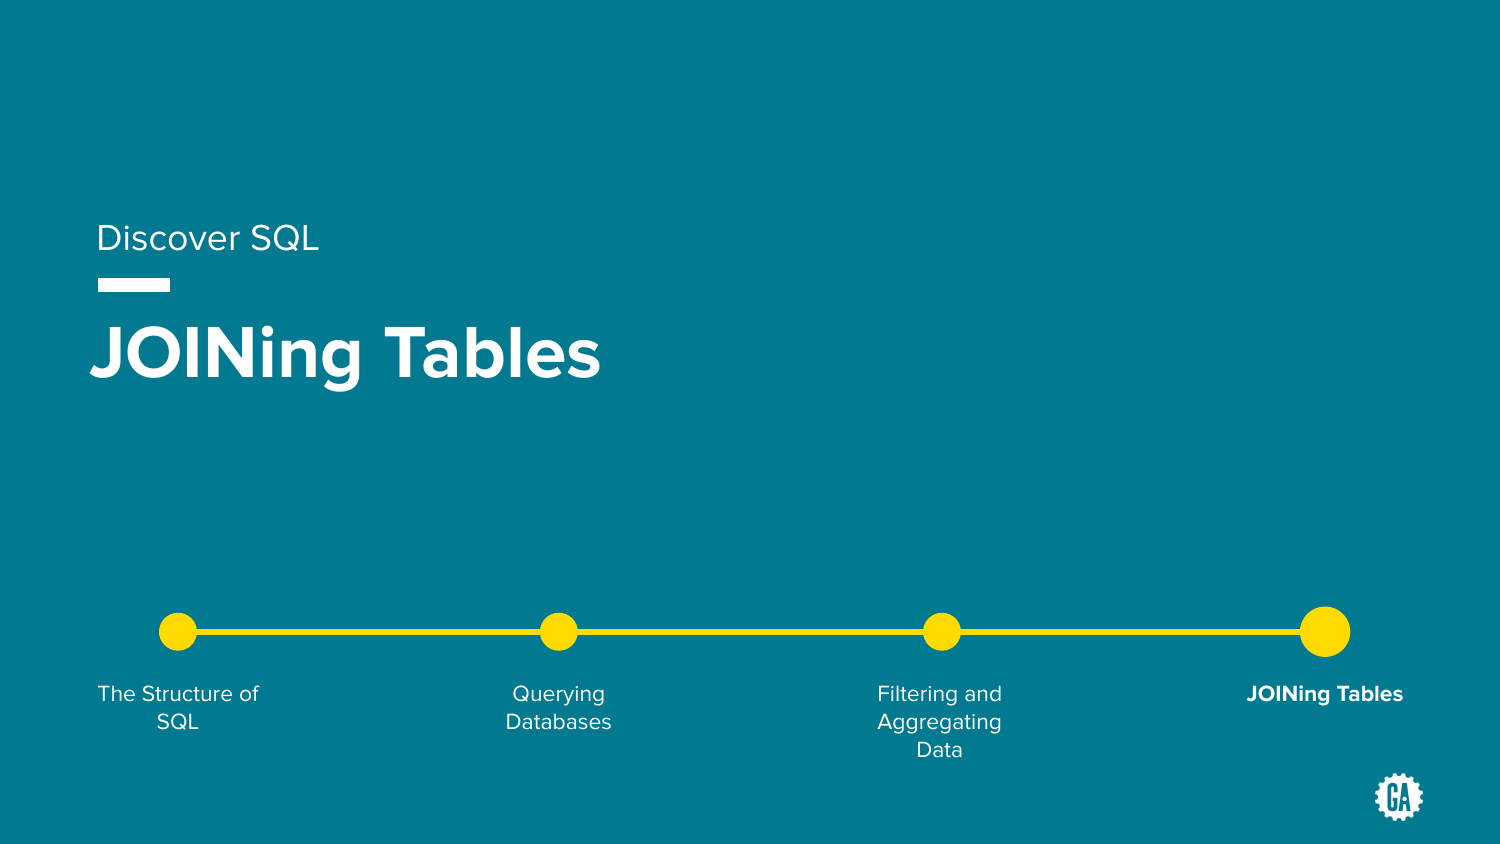 Discover SQL
JOINing Tables
The Structure of
SQL
Querying
Databases
Filtering and
Aggregating
Data
JOINing Tables
GA